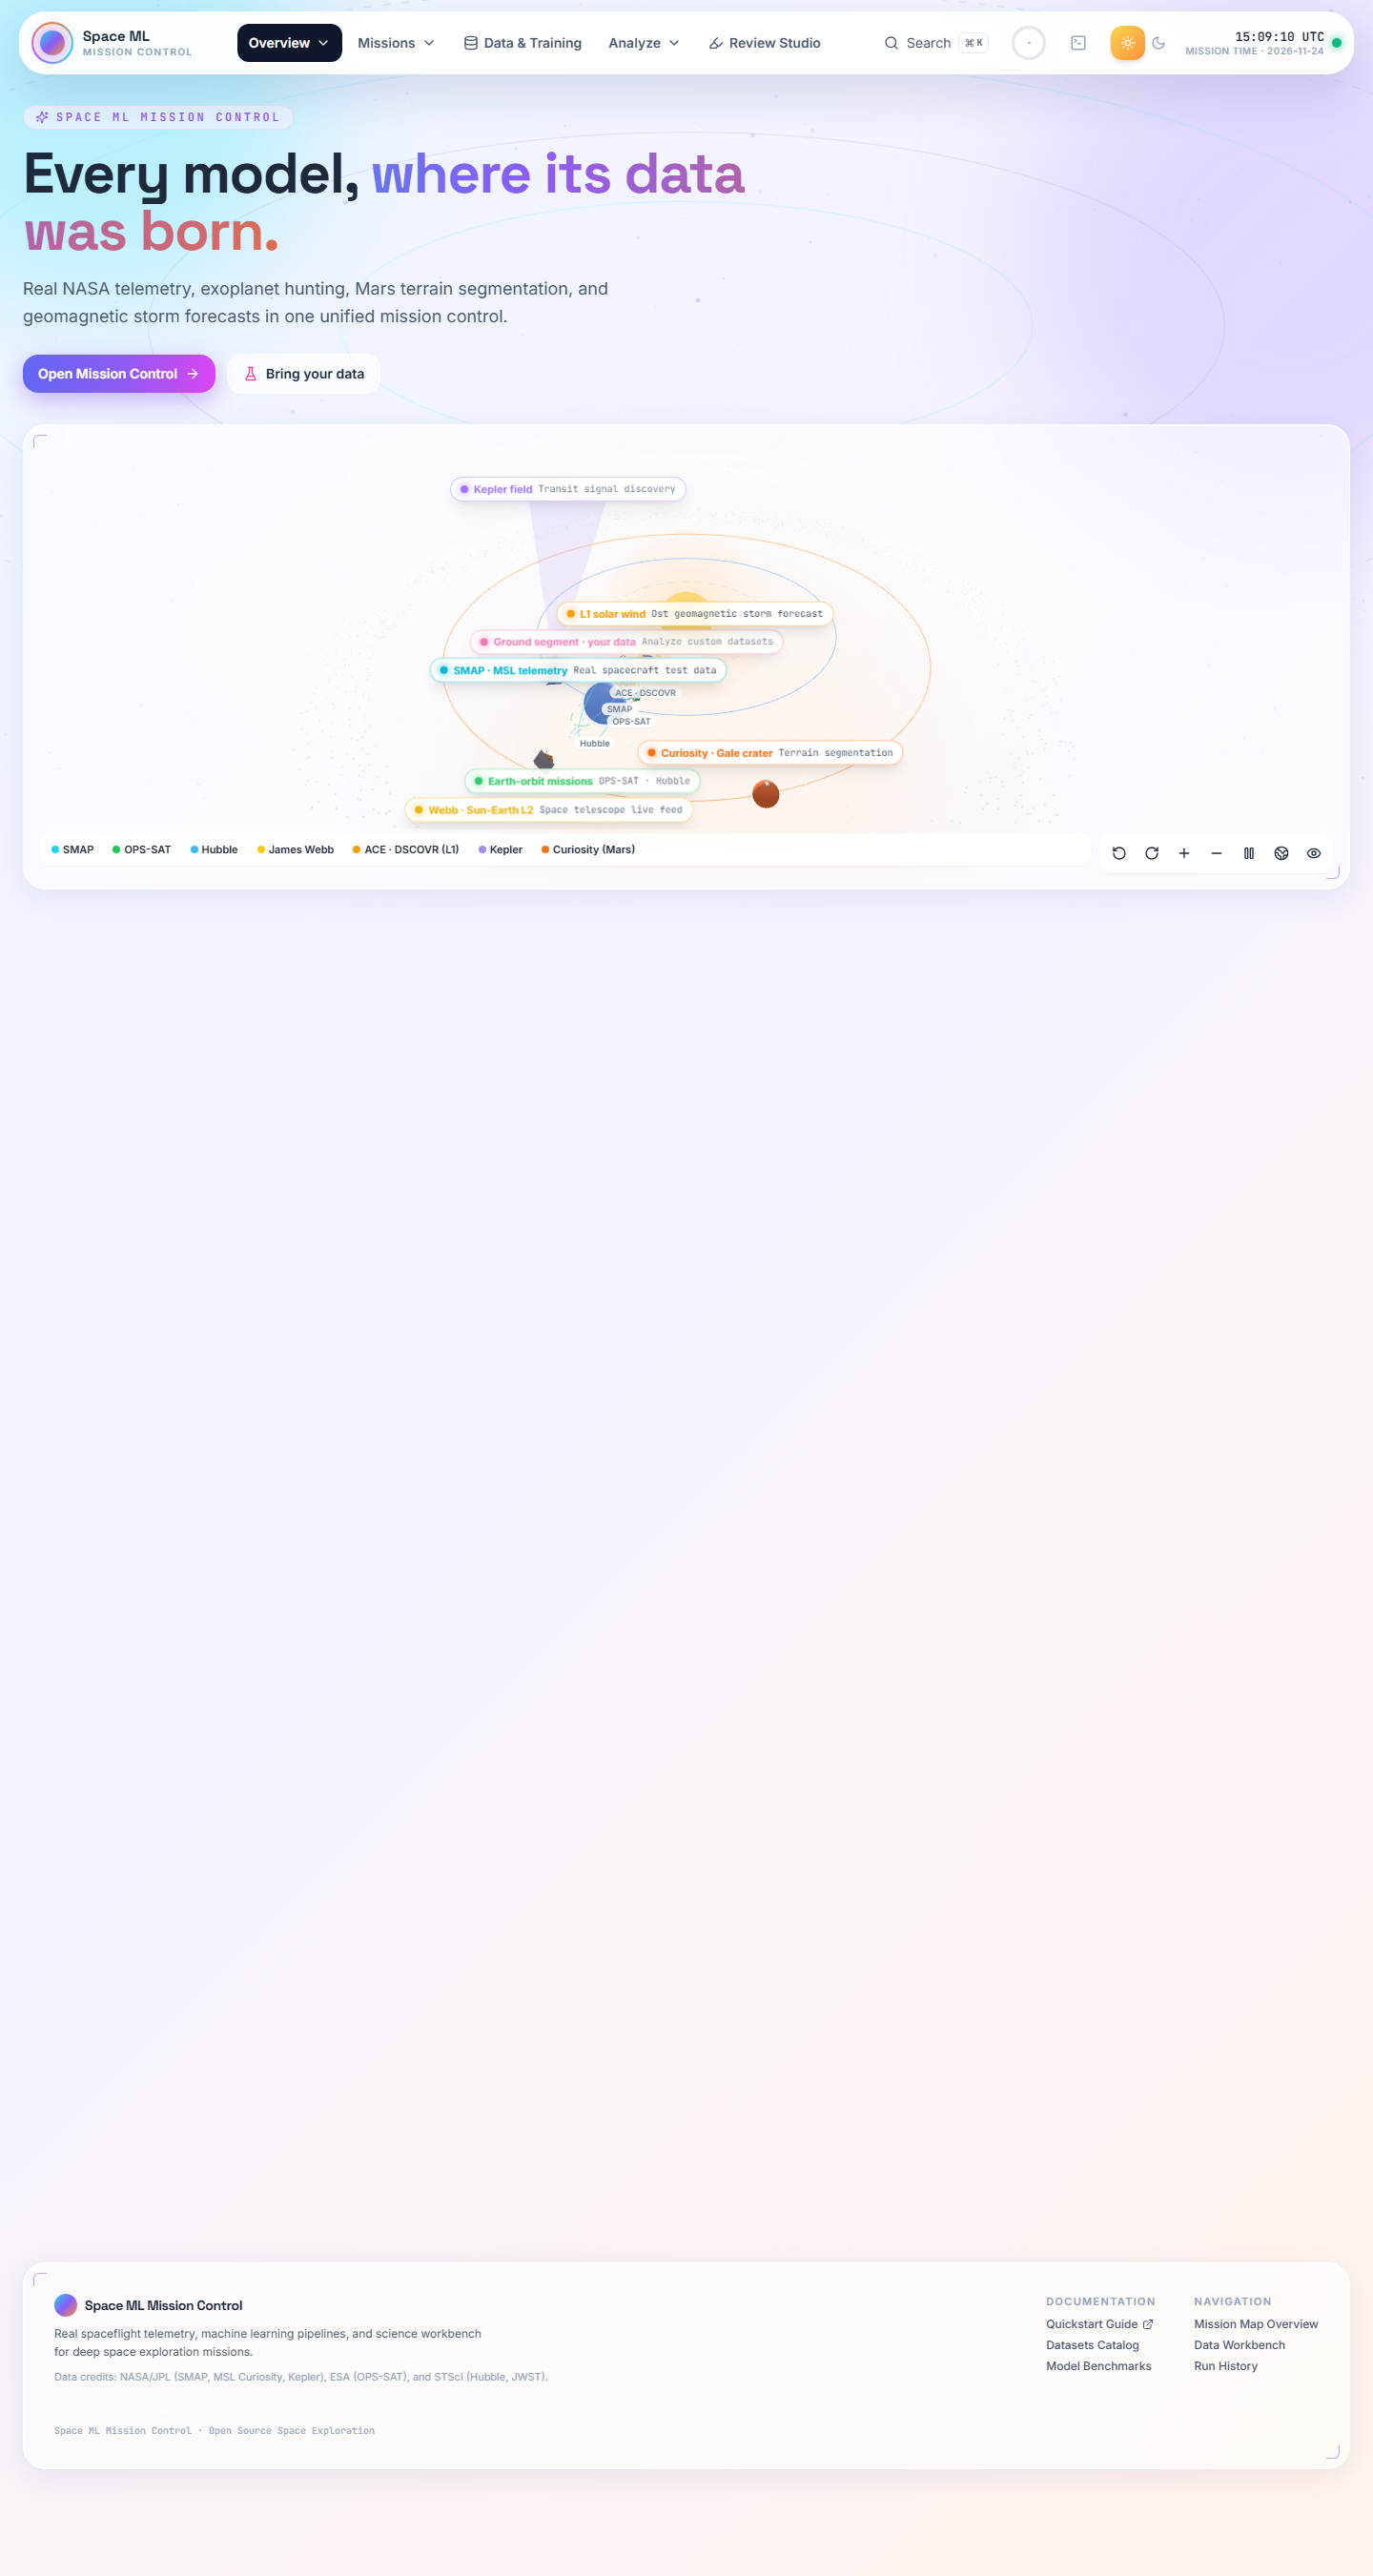 Space ML
MISSION CONTROL
Overview
Missions
Data & Training
Analyze
Review Studio
Search ⌘ K
-
15:09:10 UTC
MISSION TIME · 2026-11-24
SPACE ML MISSION CONTROL
Every model, where its data
was born.
Real NASA telemetry, exoplanet hunting, Mars terrain segmentation, and
geomagnetic storm forecasts in one unified mission control.
Open Mission Control
Bring your data
Kepler field Transit signal discovery
L1 solar wind Dst geomagnetic storm forecast
Ground segment · your data Analyze custom datasets
SMAP · MSL telemetry Real spacecraft test data
ACE · DSCOVR
SMAP
OPS-SAT
Hubble
Curiosity · Gale crater Terrain segmentation
Earth-orbit missions OPS-SAT · Hubble
Webb · Sun-Earth L2 Space telescope live feed
SMAP
OPS-SAT
Hubble
James Webb
ACE · DSCOVR (L1)
Kepler
Curiosity (Mars)
Space ML Mission Control
Real spaceflight telemetry, machine learning pipelines, and science workbench
for deep space exploration missions.
Data credits: NASA/JPL (SMAP, MSL Curiosity, Kepler), ESA (OPS-SAT), and STScI (Hubble, JWST).
DOCUMENTATION
Quickstart Guide
Datasets Catalog
Model Benchmarks
NAVIGATION
Mission Map Overview
Data Workbench
Run History
Space ML Mission Control · Open Source Space Exploration